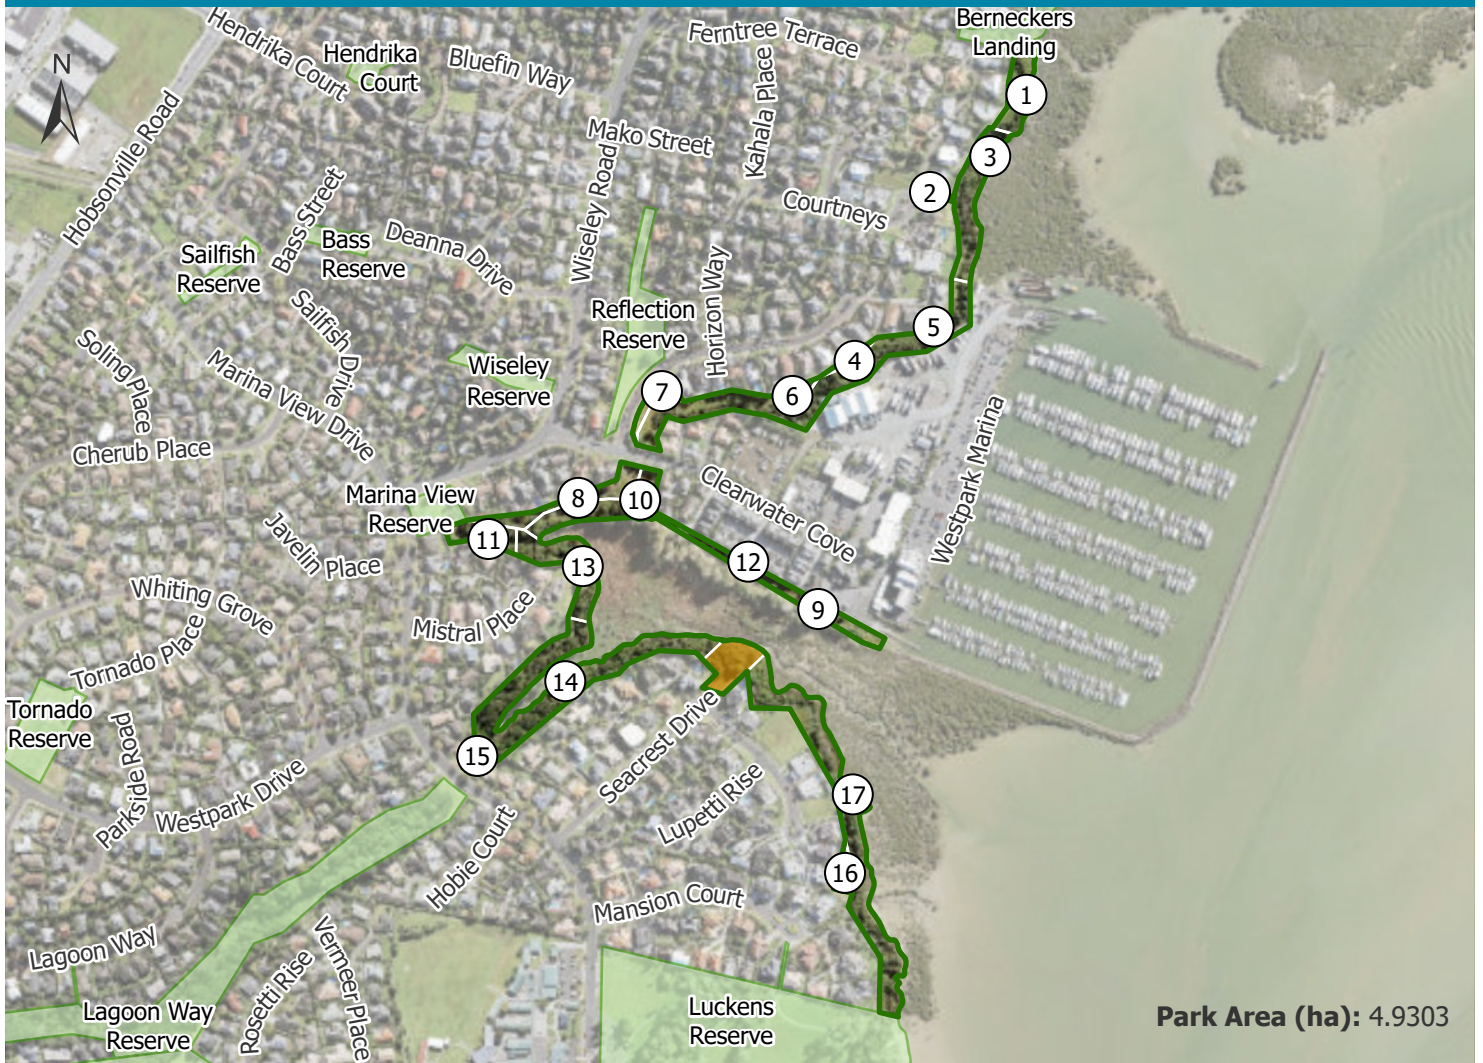 N
Berneckers
Landing
Hendrika Court
Hendrika
Court
Bluefin Way
Ferntree Terrace
Hobsonville Road
Mako Street
Kahala Place
Wiseley Road
Courtneys
1
3
2
Bass Street
Sailfish
Reserve
Bass
Reserve
Deanna Drive
Horizon Way
Reflection
Reserve
5
4
6
7
Sailfish Drive
Soling Place
Marina View Drive
Wiseley
Reserve
Cherub Place
Westpark Marina
Marina View
Reserve
8
10
11
Clearwater Cove
Javelin Place
12
13
9
Whiting Grove
Mistral Place
Tornado Place
14
Tornado
Reserve
Parkside Road
15
Seacrest Drive
Westpark Drive
Lupetti Rise
17
Hobie Court
16
Mansion Court
Lagoon Way
Rosetti Rise
Vermeer Place
Lagoon Way
Reserve
Luckens
Reserve
Park Area (ha): 4.9303